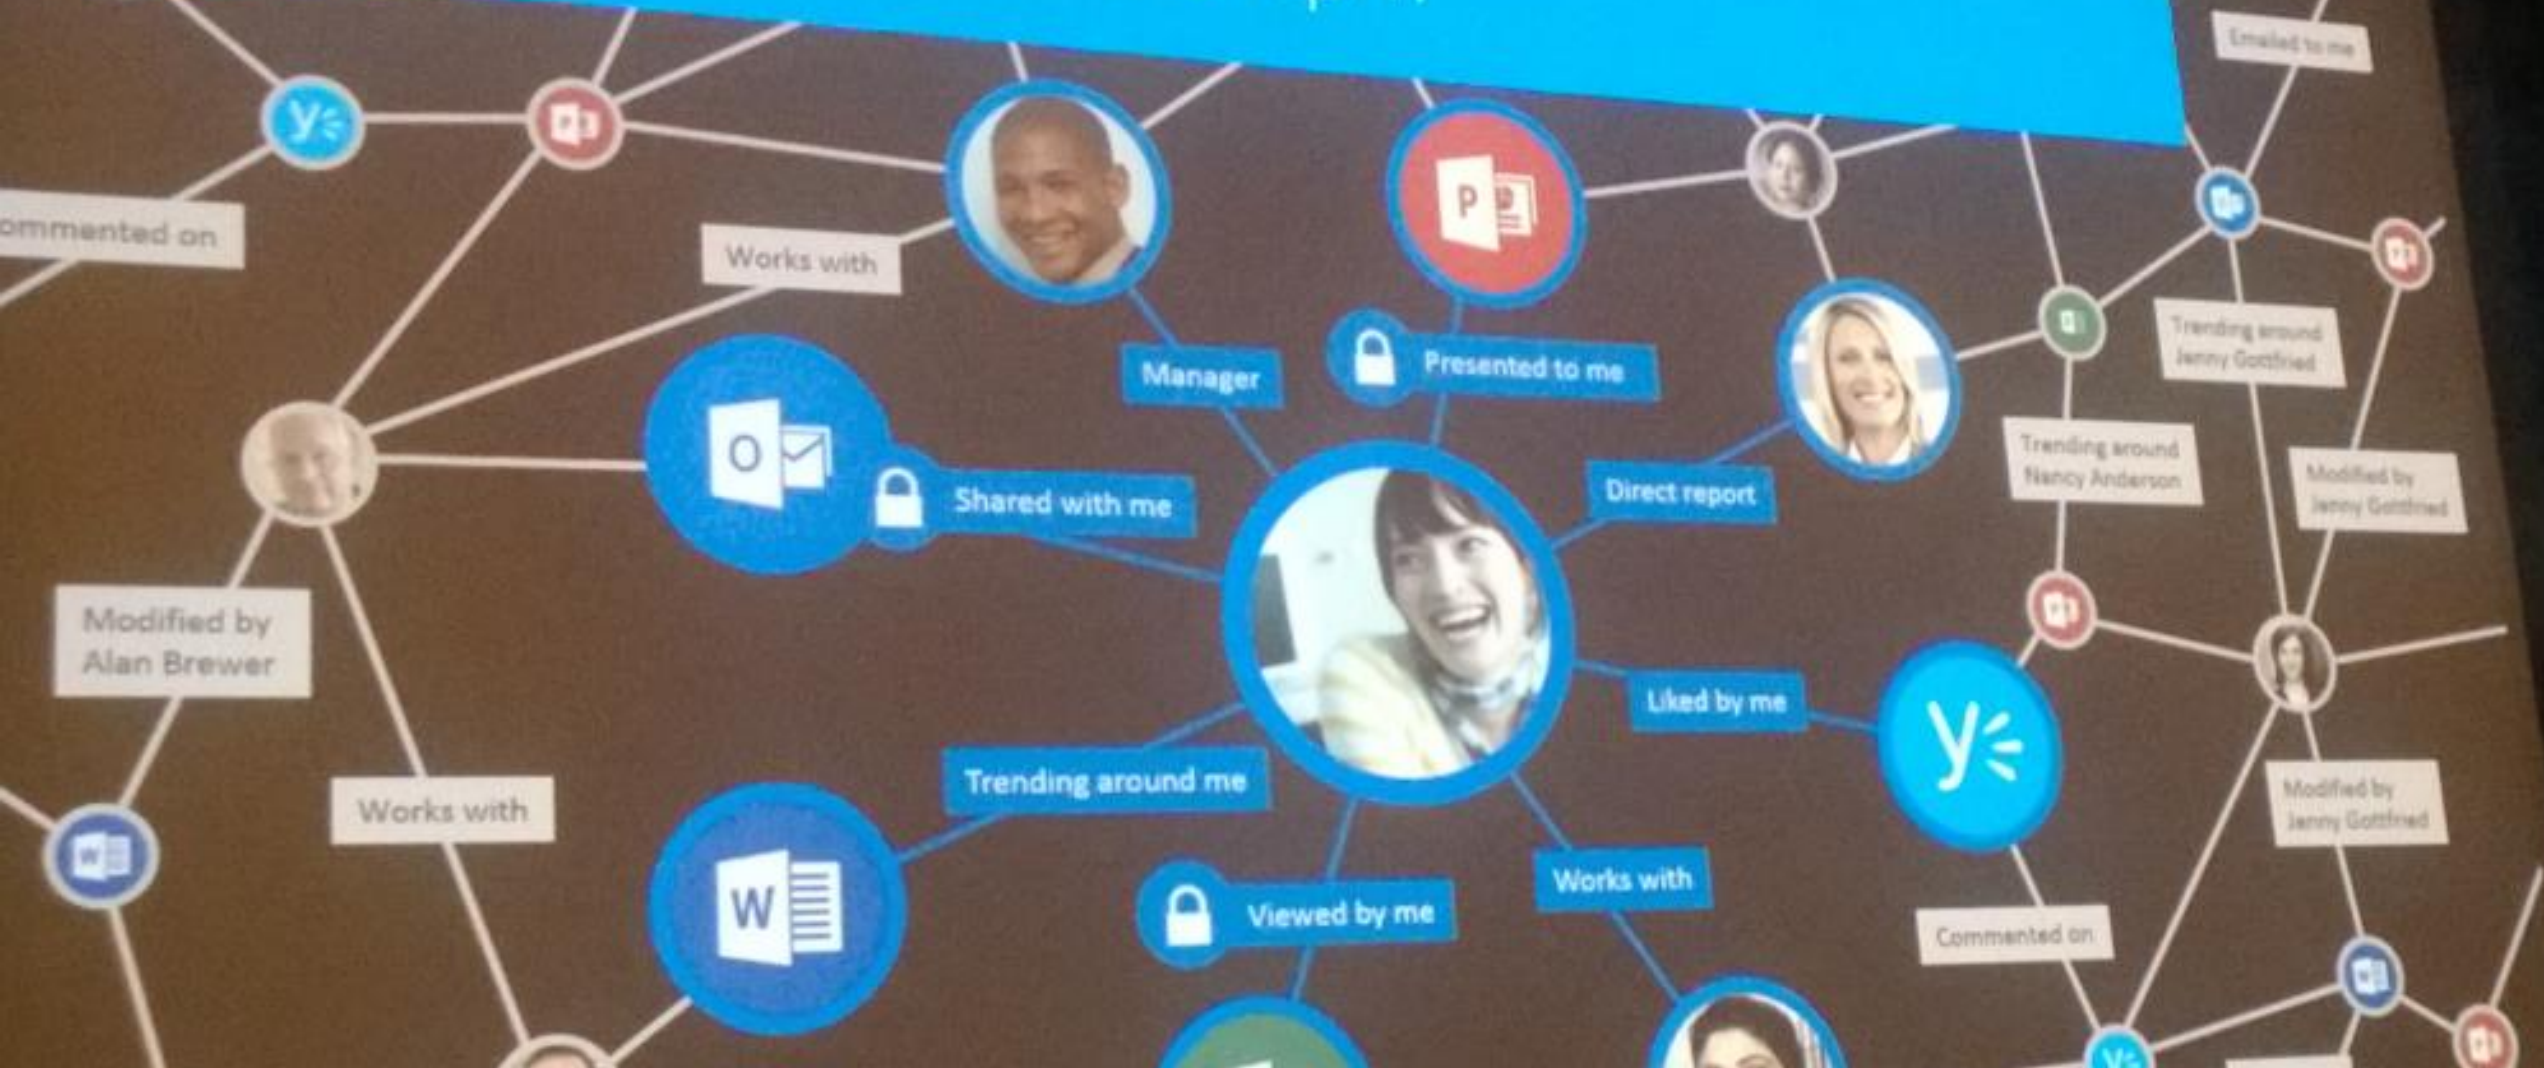 Emailed to me
ommented on
Works with
Manager
Presented to me
Trending around
Jenny Gottfried
Shared with me
Direct report
Trending around
Nancy Anderson
Modified by
Jenny Gottfried
Modified by
Alan Brewer
Works with
Trending around me
Liked by me
Viewed by me
Works with
Modified by
Jenny Gottfried
Commented on
P
O
W
W
W